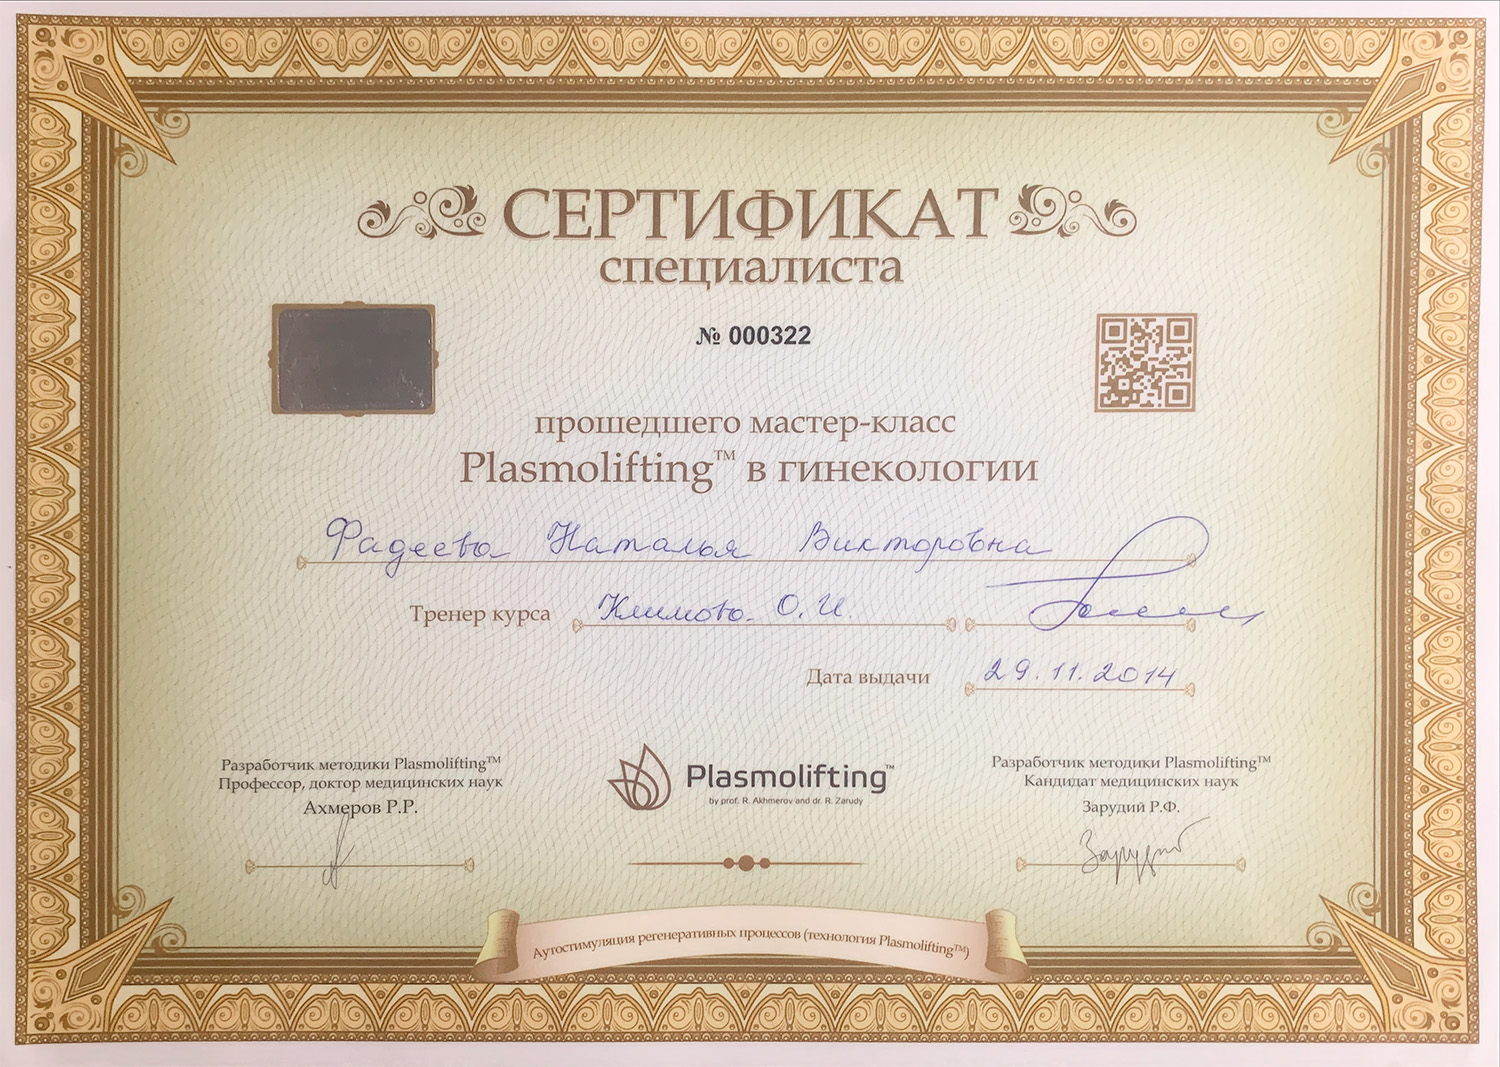 СЕРТИФИКАТ
специалиста
№ 000322
прошедшего мастер-класс
Plasmolifting™ в гинекологии
Фадеева Наталья Викторовна
Тренер курса Климова О.И.
Дата выдачи 29.11.2014
Разработчик методики Plasmolifting™
Профессор, доктор медицинских наук
Ахмеров Р.Р.
Plasmolifting™
by prof. R. Akhmerov and dr. R. Zarudy
Разработчик методики Plasmolifting™
Кандидат медицинских наук
Зарудий Р.Ф.
Аутостимуляция регенеративных процессов (технология Plasmolifting™)